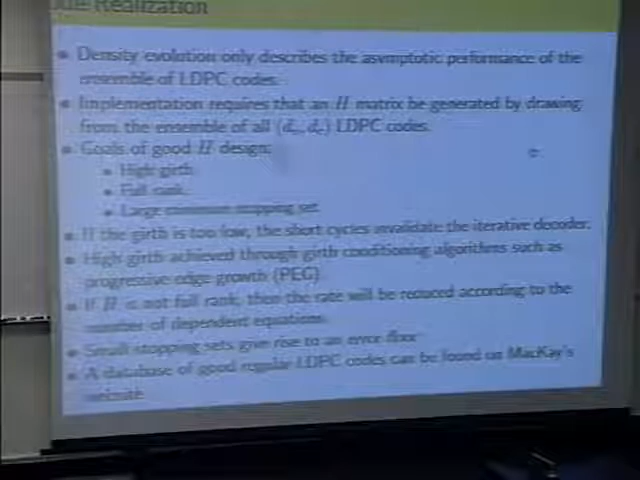 Code Realization
Density evolution only describes the asymptotic performance of the
ensemble of LDPC codes.
Implementation requires that an H matrix be generated by drawing
from the ensemble of all (dv, dc) LDPC codes.
Goals of good H design:
High girth
Full rank
Large minimum stopping set
If the girth is too low, the short cycles invalidate the iterative decoder.
High girth achieved through girth conditioning algorithms such as
progressive edge growth (PEG).
If H is not full rank, then the rate will be reduced according to the
number of dependent equations.
Small stopping sets give rise to an error floor
A database of good regular LDPC codes can be found on MacKay's
website.